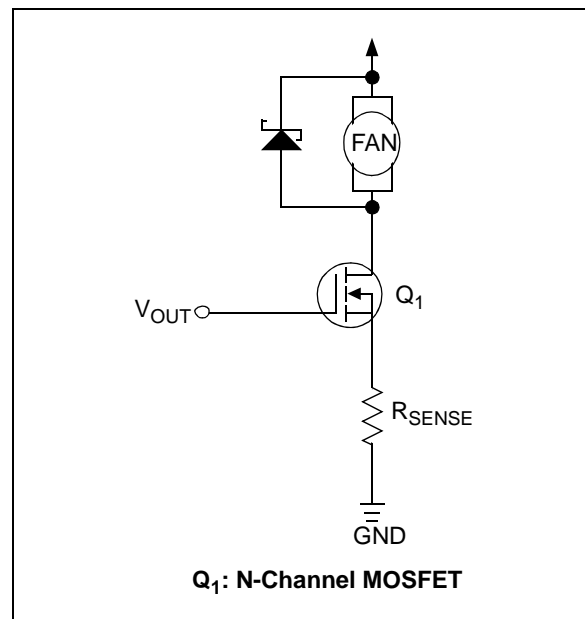 FAN
Q1
VOUT
RSENSE
GND
Q1: N-Channel MOSFET